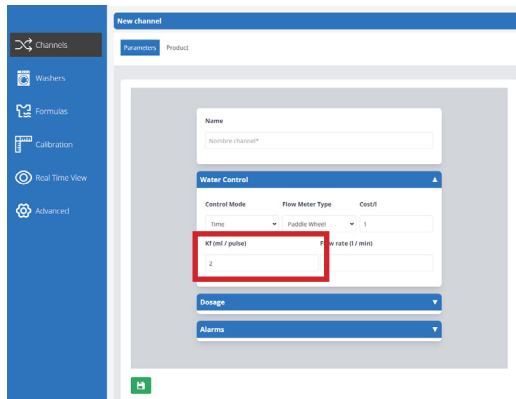 New channel
Channels
Washers
Formulas
Calibration
Real Time View
Advanced
Parameters Product
Name
Nombre channel*
Water Control
Control Mode Flow Meter Type Cost/l
Time Paddle Wheel 1
Kf (ml / pulse) rate (l / min)
2
Dosage
Alarms